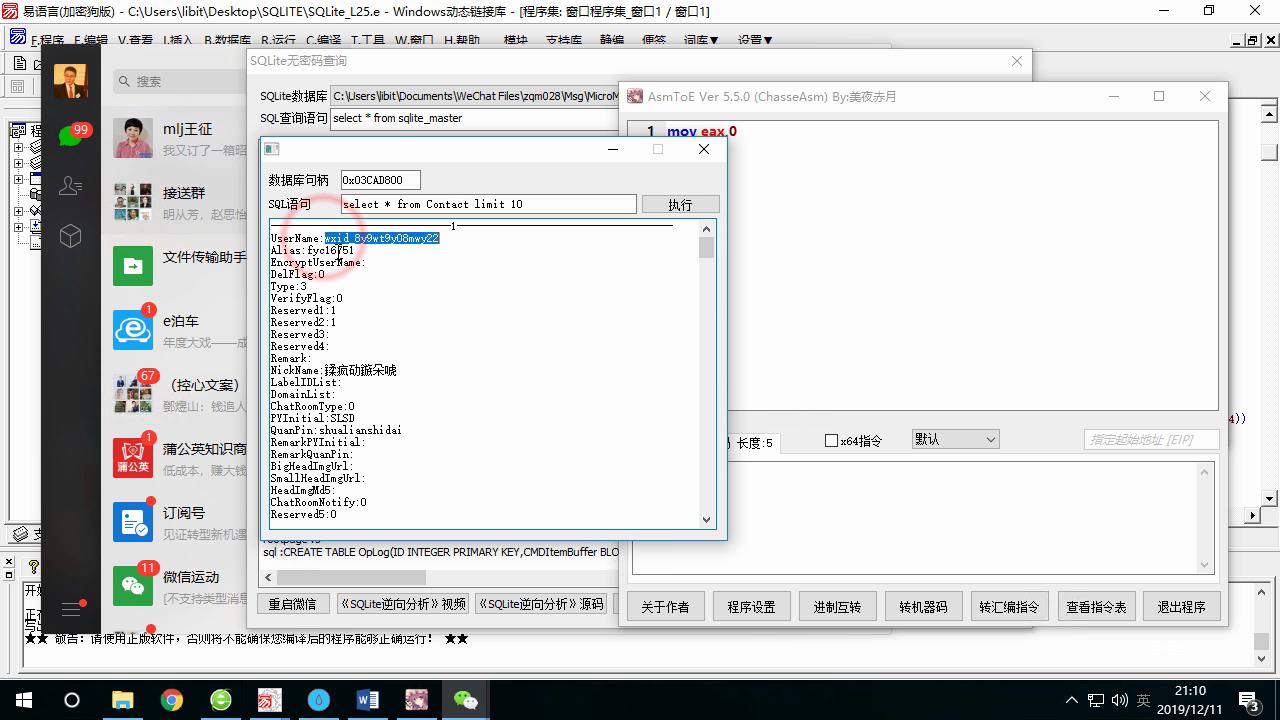 易语言(加密狗版) - C:\Users\libit\Desktop\SQLITE\SQLite_L25.e - Windows动态链接库 - [程序集: 窗口程序集_窗口1 / 窗口1]
F.程序 E.编辑 V.查看 I.插入 B.数据库 R.运行 C.编译 T.工具 W.窗口 H.帮助 模块 支持库 静编 便签 词库▼ 设置▼
99
搜索
mlj王征
我又订了一箱昭
接送群
明从芳，赵思怡
文件传输助手
e泊车
1
年度大戏——成
（控心文案）
67
鄧煜山：钱追人
蒲公英知识商
1
蒲公英
低成本，赚大钱
订阅号
见证转型新机遇
微信运动
11
[不支持类型消息
SQLite无密码查询
SQLite数据库
C:\Users\libit\Documents\WeChat Files\zqm028\Msg\MicroM
SQL查询语句
select * from sqlite_master
sql :CREATE TABLE OpLog(ID INTEGER PRIMARY KEY,CMDItemBuffer BLO
重启微信
《SQLite逆向分析》视频
《SQLite逆向分析》源码
数据库句柄
0x03CAD800
SQL语句
select * from Contact limit 10
执行
1
UserName:wxid_8y9wt9y08mwy22
Alias:fyc16751
EncryptUserName:
DelFlag:0
Type:3
VerifyFlag:0
Reserved1:1
Reserved2:1
Reserved3:
Reserved4:
Remark:
LabelIDList:
DomainList:
ChatRoomType:0
PYInitial:SLSD
QuanPin:shualianshidai
RemarkPYInitial:
RemarkQuanPin:
BigHeadImgUrl:
SmallHeadImgUrl:
HeadImgMd5:
ChatRoomNotify:0
Reserved5:0
AsmToE Ver 5.5.0 (ChasseAsm) By:美夜赤月
1 mov eax,0
长度:5
x64指令
默认
指定起始地址 [EIP]
关于作者
程序设置
进制互转
转机器码
转汇编指令
查看指令表
退出程序
★★ 敬告：请使用正版软件，否则将不能确保您编译后的程序能够正确运行！ ★★
英
21:10
2019/12/11
3